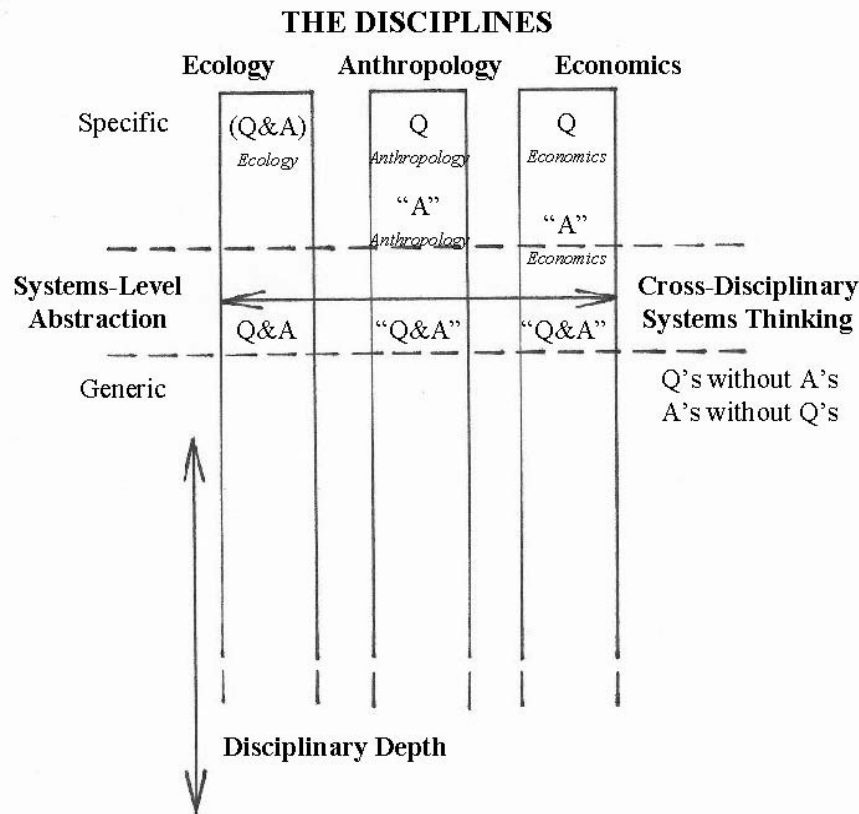 THE DISCIPLINES
Ecology Anthropology Economics
Specific (Q&A) Q Q
Ecology Anthropology Economics
“A” “A”
Anthropology Economics
Systems-Level Abstraction
Cross-Disciplinary Systems Thinking
Q&A “Q&A” “Q&A”
Generic
Q's without A's
A's without Q's
Disciplinary Depth